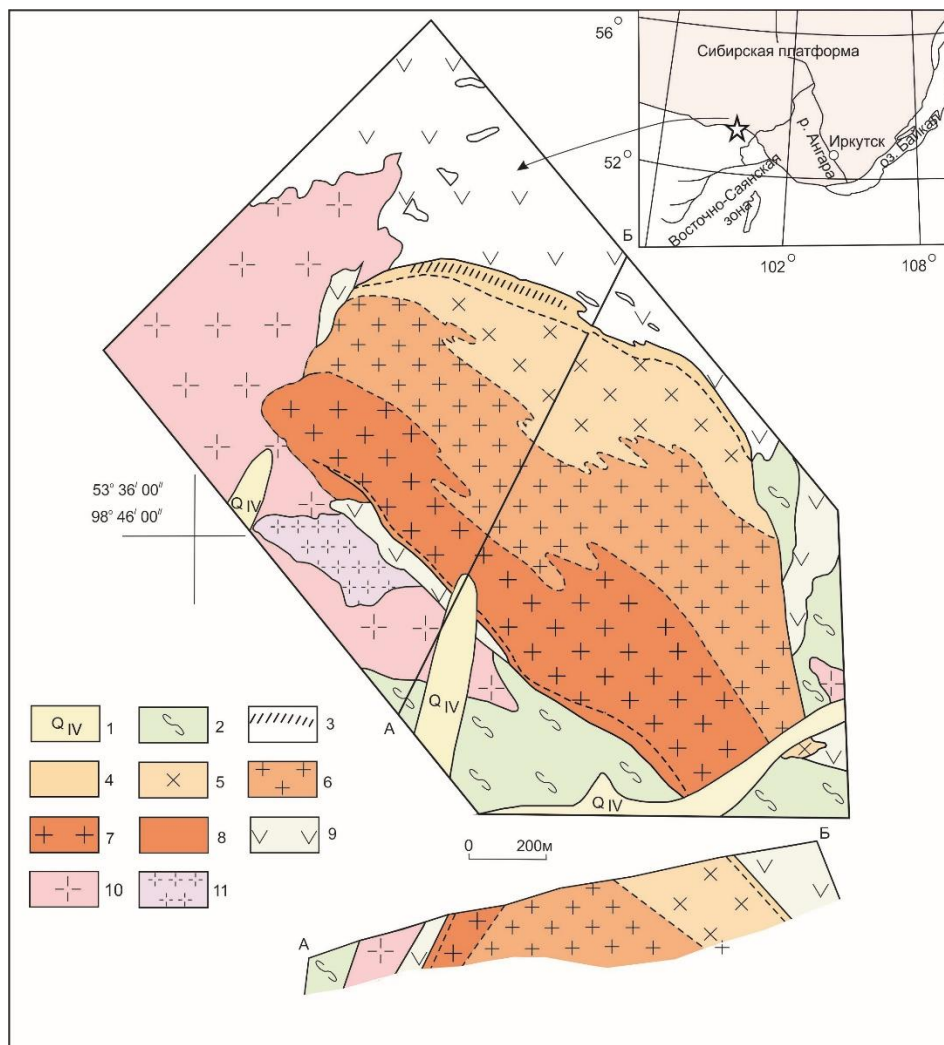 56°
Сибирская платформа
52°
р. Ангара
Иркутск
оз. Байкал
Восточно-Саянская
зона
102°
108°
Б
53° 36′ 00″
98° 46′ 00″
Q IV
А
Q IV
Q IV
Q IV 1
2
3
4
5
6
7
8
9
10
11
0 200м
А
Б